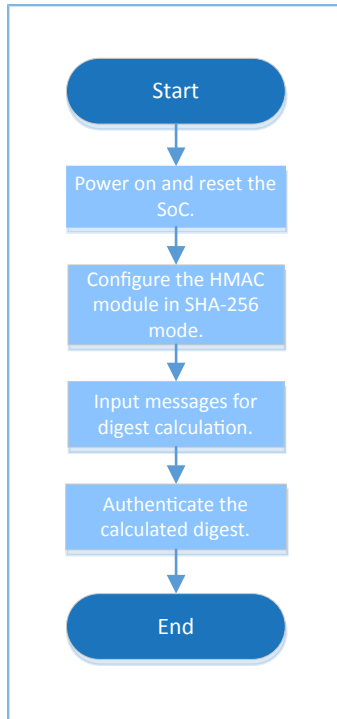 Start
Power on and reset the
SoC.
Configure the HMAC
module in SHA-256
mode.
Input messages for
digest calculation.
Authenticate the
calculated digest.
End